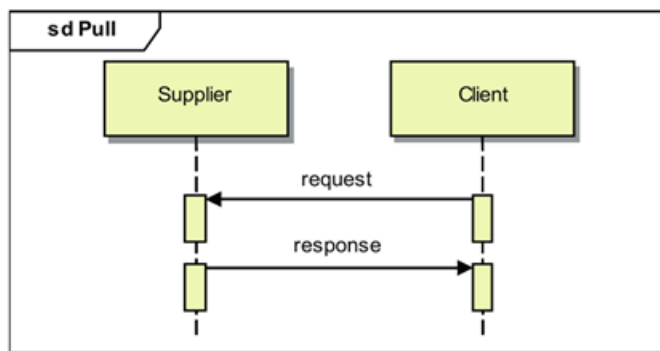 sd Pull
Supplier
Client
request
response